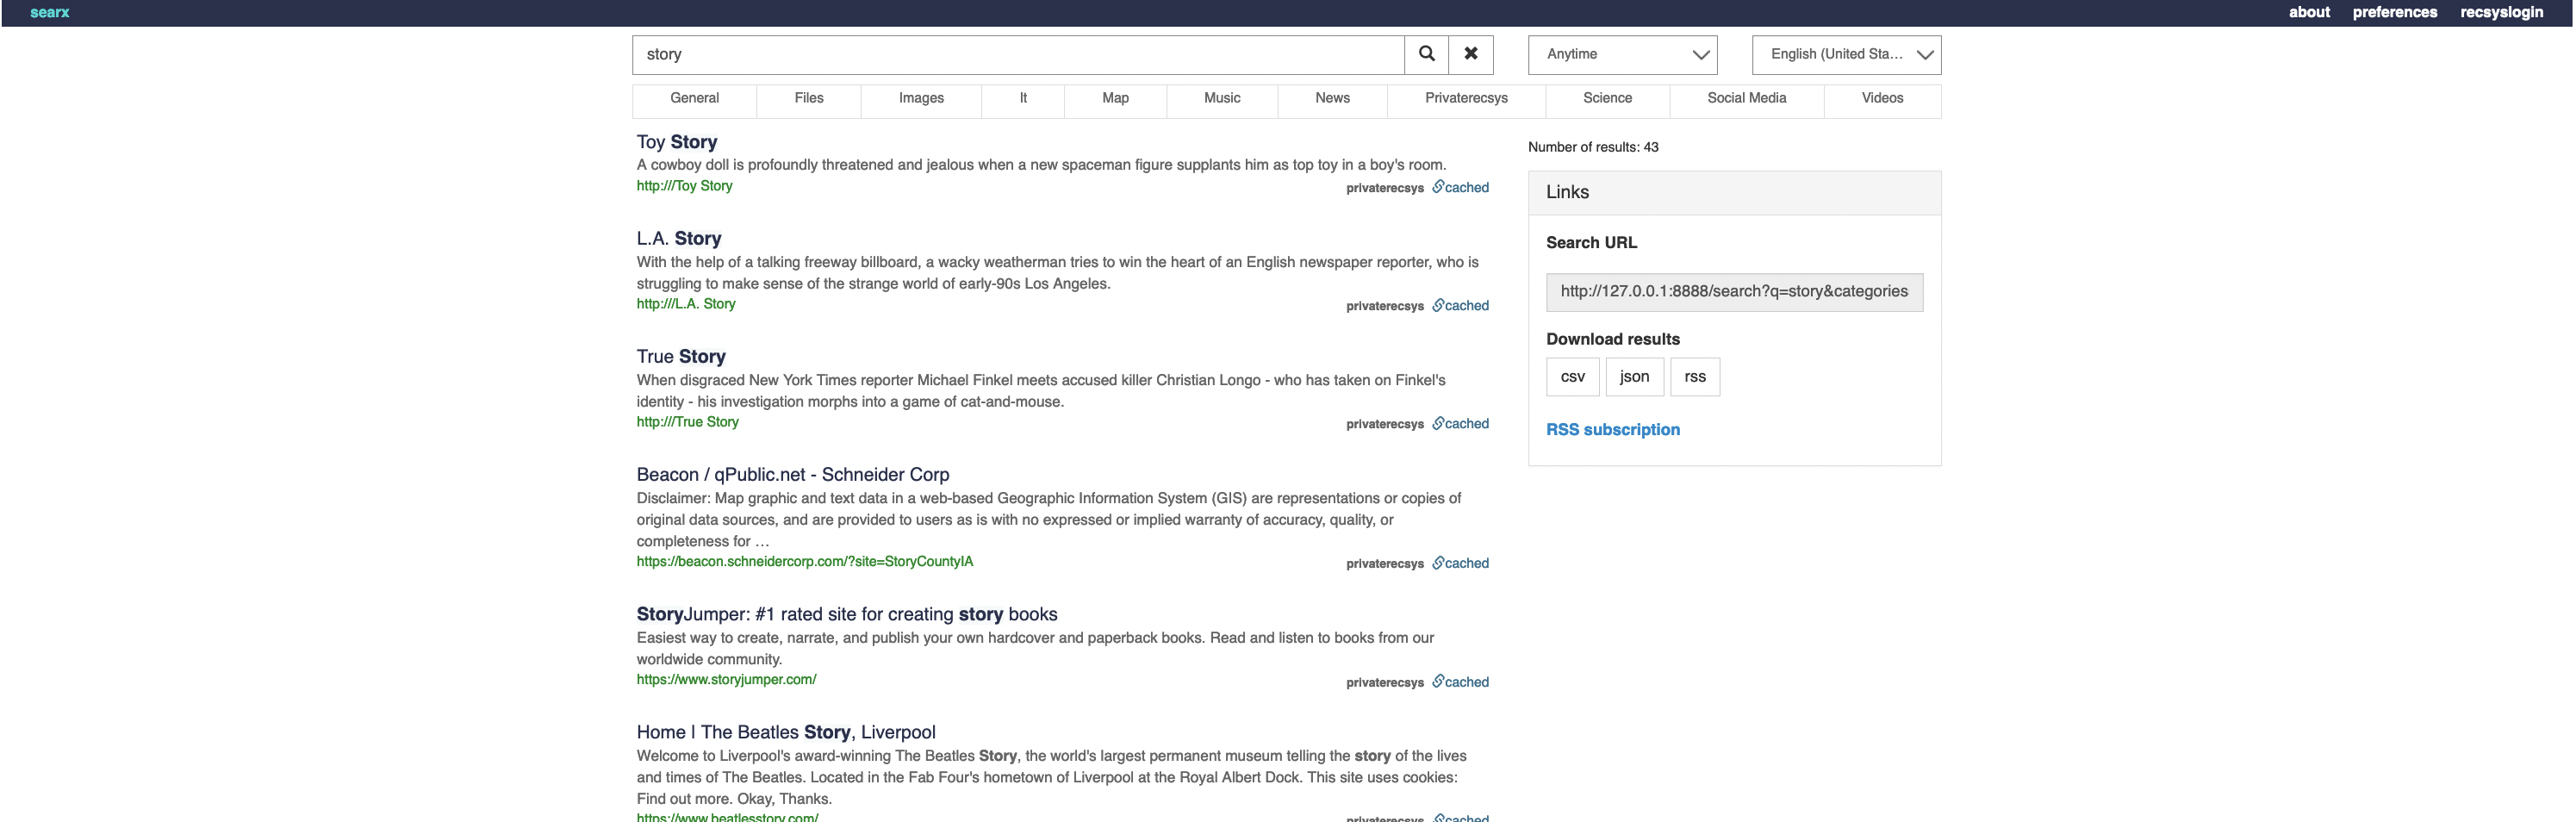 searx
about preferences recsyslogin
story
Anytime
English (United Sta...
General Files Images It Map Music News Privaterecsys Science Social Media Videos
Toy Story
A cowboy doll is profoundly threatened and jealous when a new spaceman figure supplants him as top toy in a boy's room.
http:///Toy Story
privaterecsys cached
L.A. Story
With the help of a talking freeway billboard, a wacky weatherman tries to win the heart of an English newspaper reporter, who is
struggling to make sense of the strange world of early-90s Los Angeles.
http:///L.A. Story
privaterecsys cached
True Story
When disgraced New York Times reporter Michael Finkel meets accused killer Christian Longo - who has taken on Finkel's
identity - his investigation morphs into a game of cat-and-mouse.
http:///True Story
privaterecsys cached
Beacon / qPublic.net - Schneider Corp
Disclaimer: Map graphic and text data in a web-based Geographic Information System (GIS) are representations or copies of
original data sources, and are provided to users as is with no expressed or implied warranty of accuracy, quality, or
completeness for …
https://beacon.schneidercorp.com/?site=StoryCountyIA
privaterecsys cached
StoryJumper: #1 rated site for creating story books
Easiest way to create, narrate, and publish your own hardcover and paperback books. Read and listen to books from our
worldwide community.
https://www.storyjumper.com/
privaterecsys cached
Home | The Beatles Story, Liverpool
Welcome to Liverpool's award-winning The Beatles Story, the world's largest permanent museum telling the story of the lives
and times of The Beatles. Located in the Fab Four's hometown of Liverpool at the Royal Albert Dock. This site uses cookies:
Find out more. Okay, Thanks.
https://www.beatlesstory.com/
privaterecsys cached
Number of results: 43
Links
Search URL
http://127.0.0.1:8888/search?q=story&categories
Download results
csv json rss
RSS subscription